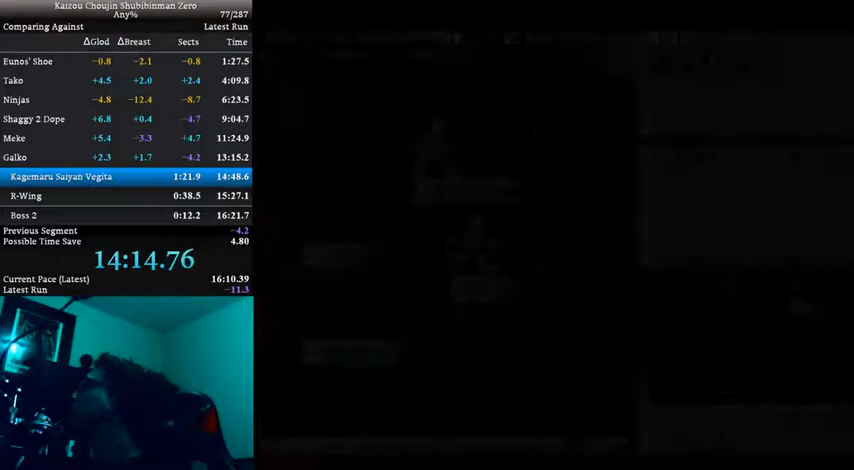 Kaizou Choujin Shubibinman Zero
Any% 77/287
Comparing Against Latest Run
ΔGlod ΔBreast Sects Time
Eunos' Shoe −0.8 −2.1 −0.8 1:27.5
Tako +4.5 +2.0 +2.4 4:09.8
Ninjas −4.8 −12.4 −8.7 6:23.5
Shaggy 2 Dope +6.8 +0.4 −4.7 9:04.7
Meke +5.4 −3.3 +4.7 11:24.9
Galko +2.3 +1.7 −4.2 13:15.2
Kagemaru Saiyan Vegita 1:21.9 14:48.6
R-Wing 0:38.5 15:27.1
Boss 2 0:12.2 16:21.7
Previous Segment −4.2
Possible Time Save 4.80
14:14.76
Current Pace (Latest) 16:10.39
Latest Run −11.3